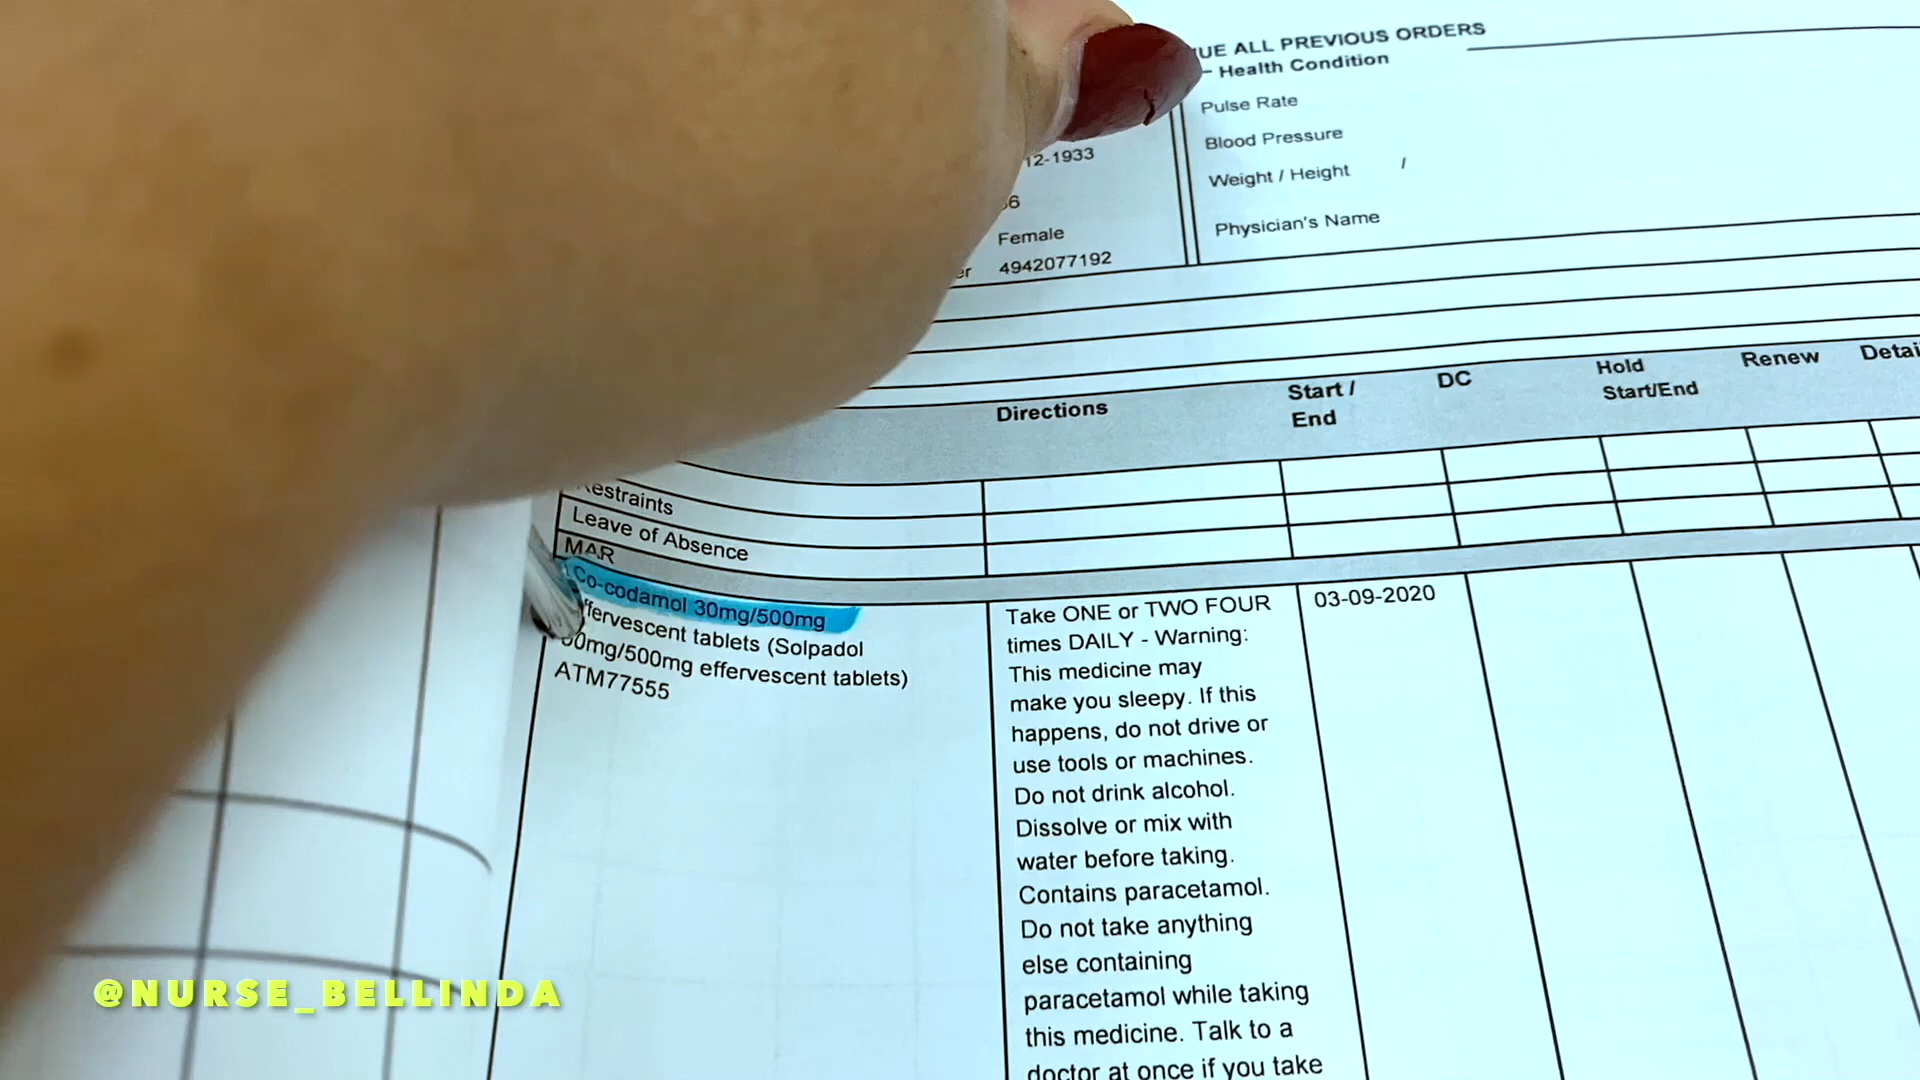 UE ALL PREVIOUS ORDERS
– Health Condition
Pulse Rate
Blood Pressure
12-1933
Weight / Height /
Physician's Name
Female
4942077192
Directions
Start /
End
DC
Hold
Start/End
Renew
Detai
estraints
Leave of Absence
MAR
Co-codamol 30mg/500mg
ffervescent tablets (Solpadol
30mg/500mg effervescent tablets)
ATM77555
Take ONE or TWO FOUR
times DAILY - Warning:
This medicine may
make you sleepy. If this
happens, do not drive or
use tools or machines.
Do not drink alcohol.
Dissolve or mix with
water before taking.
Contains paracetamol.
Do not take anything
else containing
paracetamol while taking
this medicine. Talk to a
doctor at once if you take
03-09-2020
@NURSE_BELLINDA